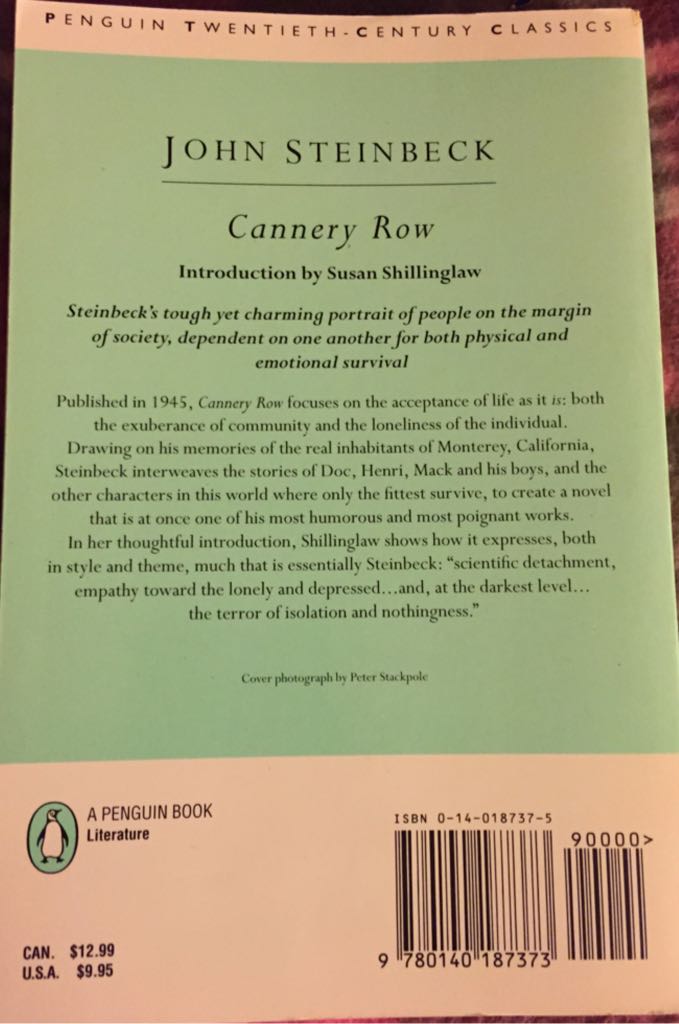 PENGUIN TWENTIETH-CENTURY CLASSICS
JOHN STEINBECK
Cannery Row
Introduction by Susan Shillinglaw
Steinbeck's tough yet charming portrait of people on the margin
of society, dependent on one another for both physical and
emotional survival
Published in 1945, Cannery Row focuses on the acceptance of life as it is: both
the exuberance of community and the loneliness of the individual.
Drawing on his memories of the real inhabitants of Monterey, California,
Steinbeck interweaves the stories of Doc, Henri, Mack and his boys, and the
other characters in this world where only the fittest survive, to create a novel
that is at once one of his most humorous and most poignant works.
In her thoughtful introduction, Shillinglaw shows how it expresses, both
in style and theme, much that is essentially Steinbeck: “scientific detachment,
empathy toward the lonely and depressed...and, at the darkest level...
the terror of isolation and nothingness.”
Cover photograph by Peter Stackpole
A PENGUIN BOOK
Literature
CAN. $12.99
U.S.A. $9.95
ISBN 0-14-018737-5
90000>
9 780140 187373